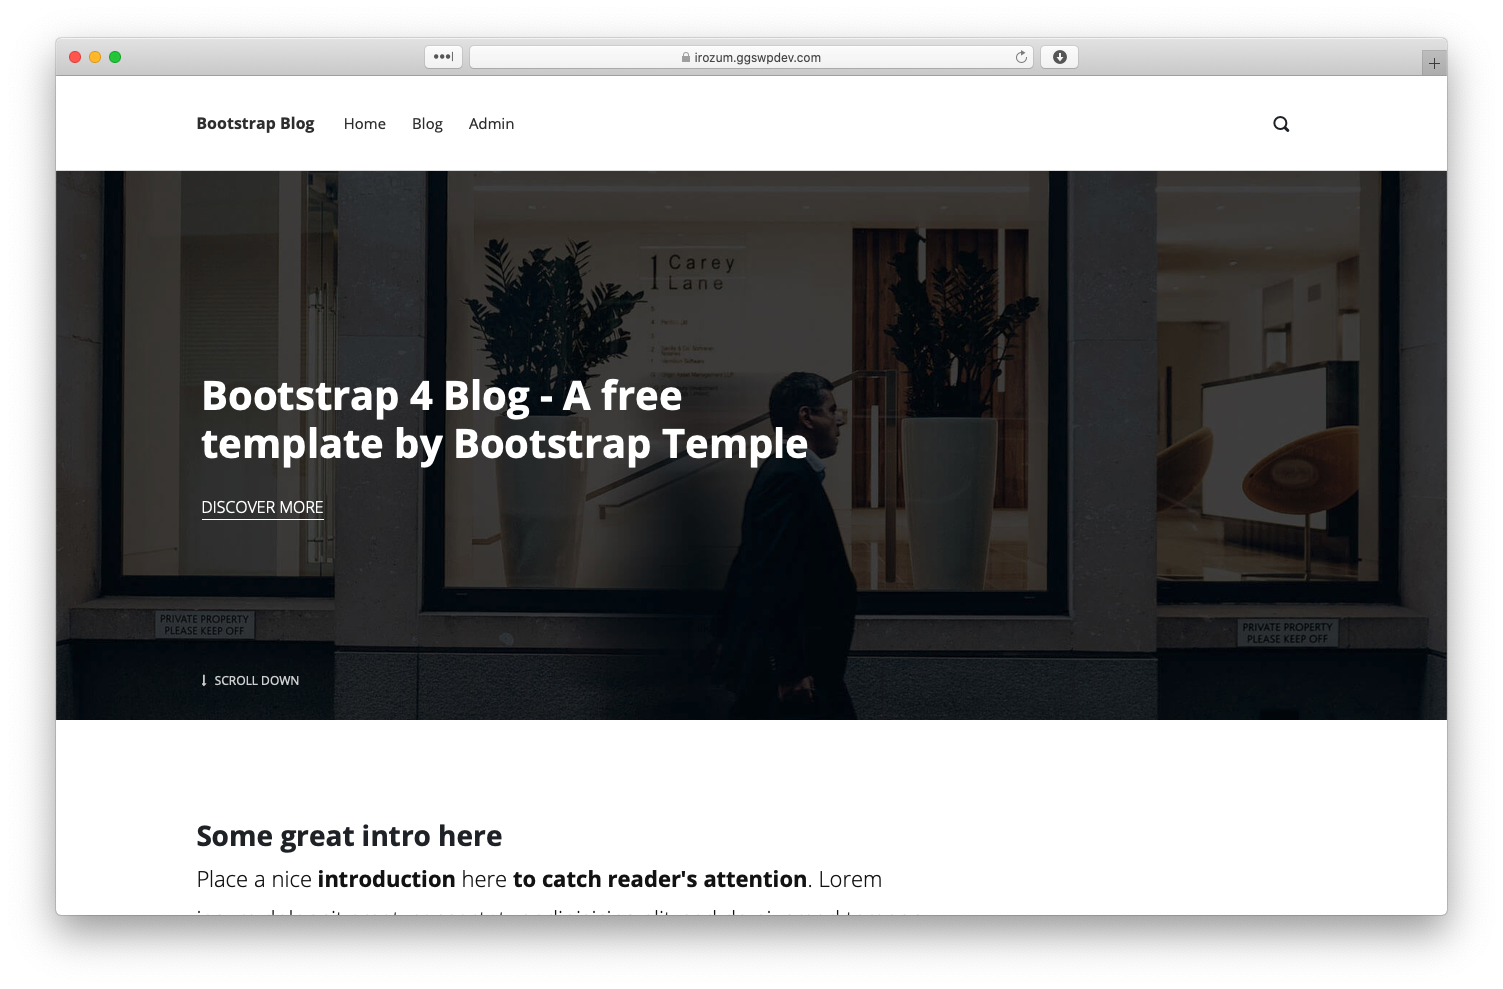 irozum.ggswpdev.com
Bootstrap Blog Home Blog Admin
1 Carey
Lane
Bootstrap 4 Blog - A free
template by Bootstrap Temple
DISCOVER MORE
PRIVATE PROPERTY
PLEASE KEEP OFF
PRIVATE PROPERTY
PLEASE KEEP OFF
SCROLL DOWN
Some great intro here
Place a nice introduction here to catch reader's attention. Lorem